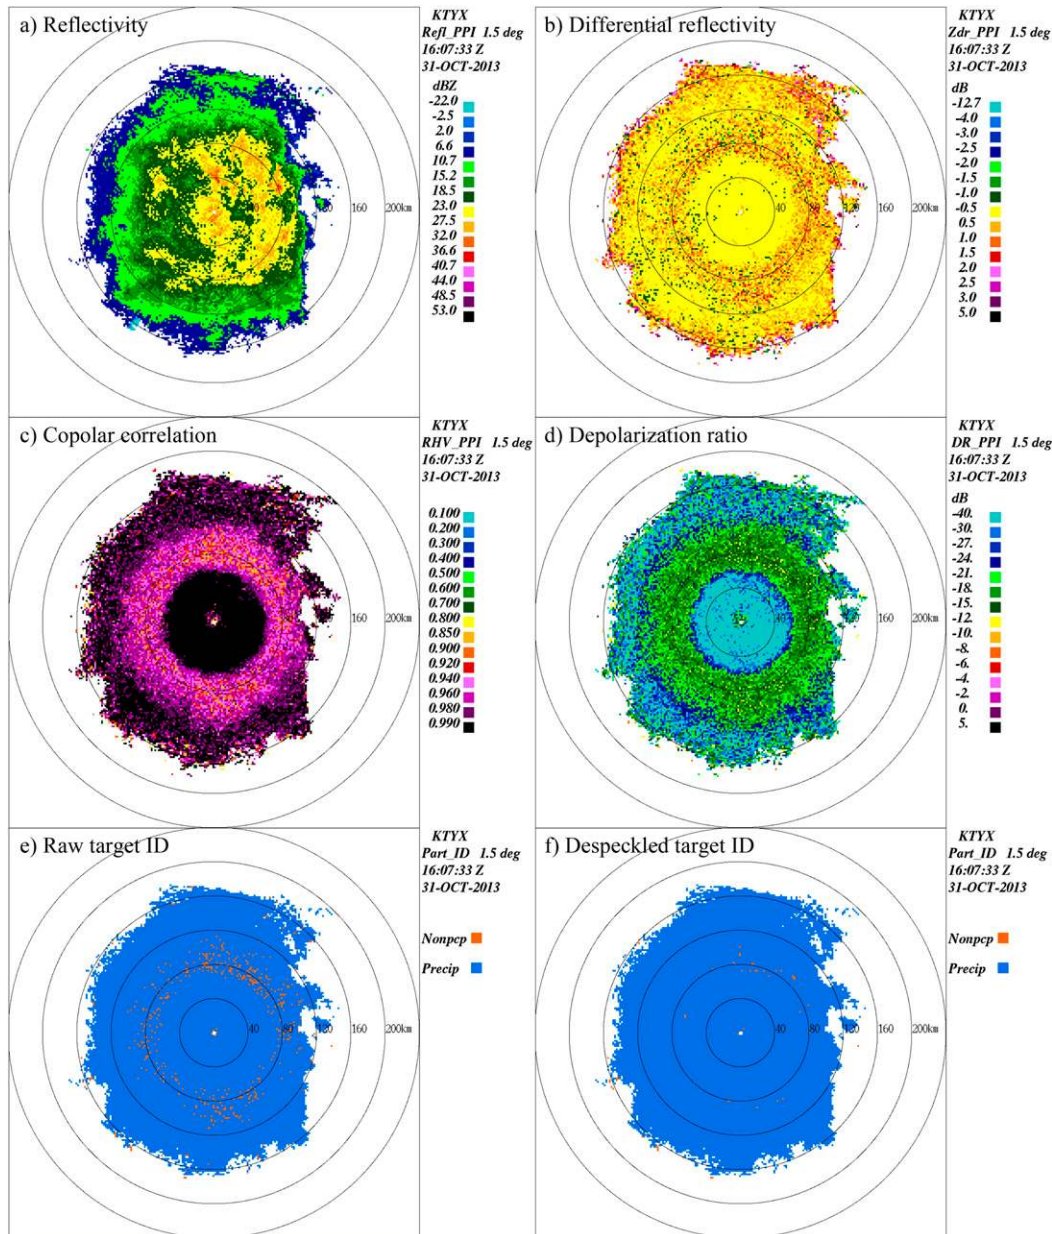 a) Reflectivity
KTYX
Refl_PPI 1.5 deg
16:07:33 Z
31-OCT-2013
dBZ
-22.0
-2.5
2.0
6.6
10.7
15.2
18.5
23.0
27.5
32.0
36.6
40.7
44.0
48.5
53.0
160 200km
b) Differential reflectivity
KTYX
Zdr_PPI 1.5 deg
16:07:33 Z
31-OCT-2013
dB
-12.7
-4.0
-3.0
-2.5
-2.0
-1.5
-1.0
-0.5
0.5
1.0
1.5
2.0
2.5
3.0
5.0
40 80 120 160 200km
c) Copolar correlation
KTYX
RHV_PPI 1.5 deg
16:07:33 Z
31-OCT-2013
0.100
0.200
0.300
0.400
0.500
0.600
0.700
0.800
0.850
0.900
0.920
0.940
0.960
0.980
0.990
160 200km
d) Depolarization ratio
KTYX
DR_PPI 1.5 deg
16:07:33 Z
31-OCT-2013
dB
-40.
-30.
-27.
-24.
-21.
-18.
-15.
-12.
-10.
-8.
-6.
-4.
-2.
0.
5.
40 120 160 200km
e) Raw target ID
KTYX
Part_ID 1.5 deg
16:07:33 Z
31-OCT-2013
Nonpcp
Precip
40 80 120 160 200km
f) Despeckled target ID
KTYX
Part_ID 1.5 deg
16:07:33 Z
31-OCT-2013
Nonpcp
Precip
40 80 120 160 200km